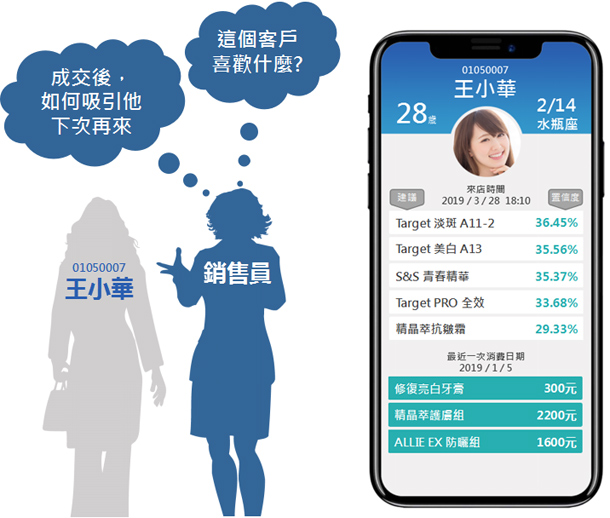 這個客戶
喜歡什麼?
成交後，
如何吸引他
下次再來
01050007
王小華
銷售員
01050007
王小華
28歲
2/14
水瓶座
來店時間
建議
2019 / 3 / 28 18:10
置信度
Target 淡斑 A11-2 36.45%
Target 美白 A13 35.56%
S&S 青春精華 35.37%
Target PRO 全效 33.68%
精晶萃抗皺霜 29.33%
最近一次消費日期
2019 / 1 / 5
修復亮白牙膏 300元
精晶萃護膚組 2200元
ALLIE EX 防曬組 1600元